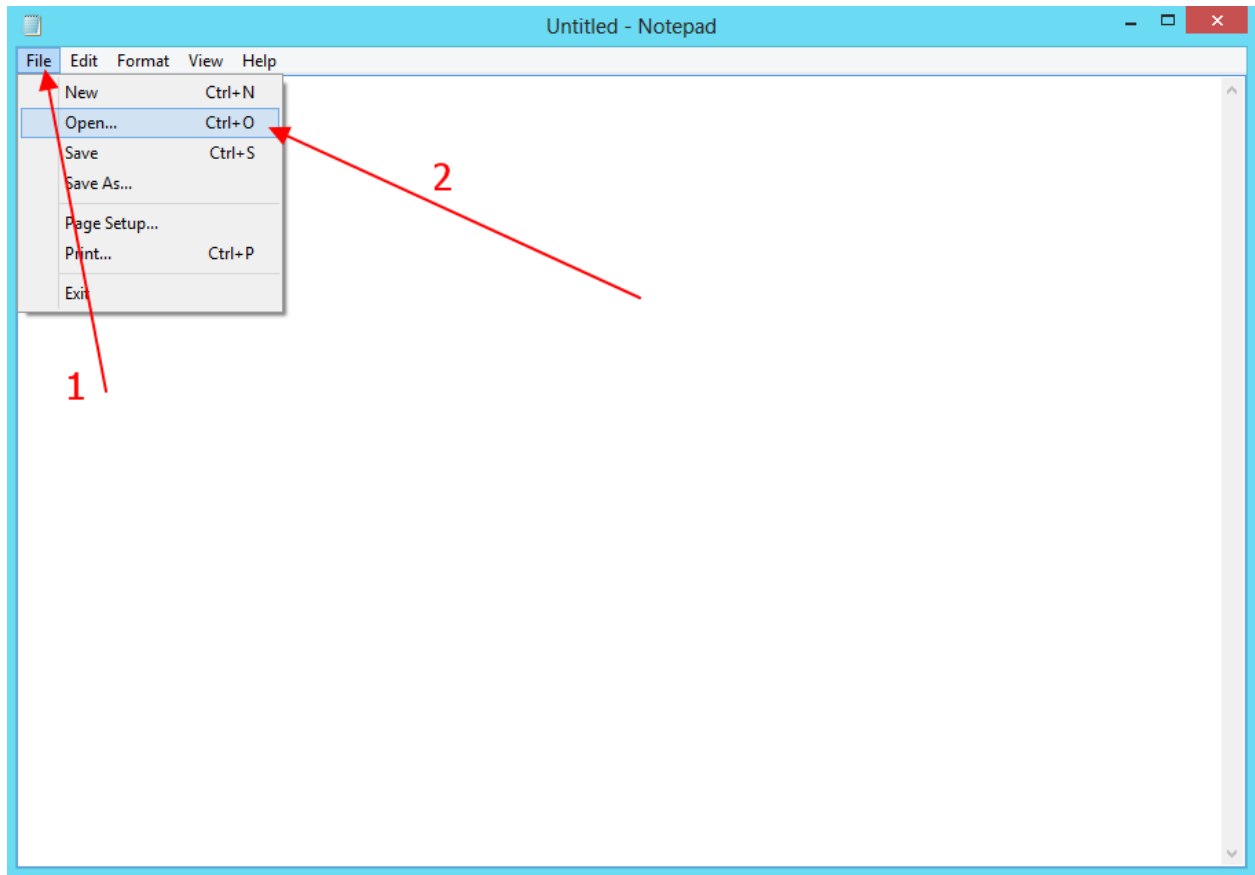 Untitled - Notepad
File Edit Format View Help
New Ctrl+N
Open... Ctrl+O
Save Ctrl+S
2
Save As...
Page Setup...
Print... Ctrl+P
Exit
1